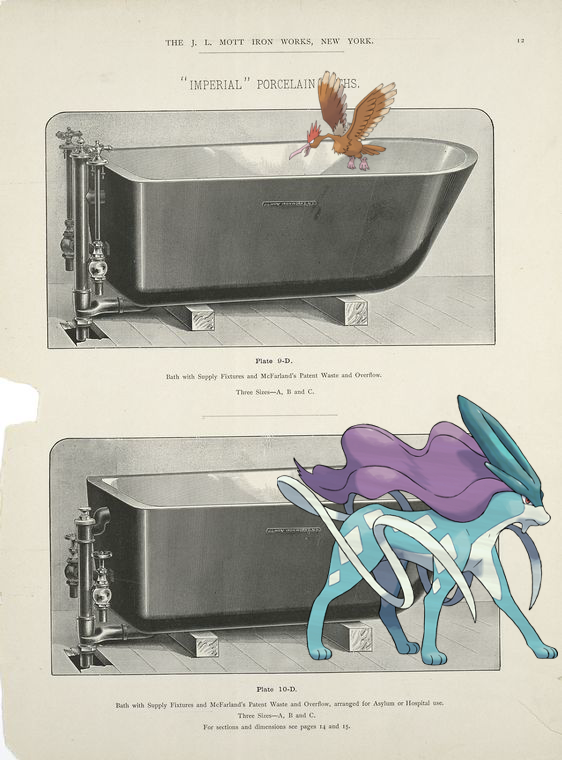 THE J. L. MOTT IRON WORKS, NEW YORK.
12
"IMPERIAL" PORCELAIN THS.
Plate 9-D.
Bath with Supply Fixtures and McFarland's Patent Waste and Overflow.
Three Sizes—A, B and C.
Plate 10-D.
Bath with Supply Fixtures and McFarland's Patent Waste and Overflow, arranged for Asylum or Hospital use.
Three Sizes—A, B and C.
For sections and dimensions see pages 14 and 15.